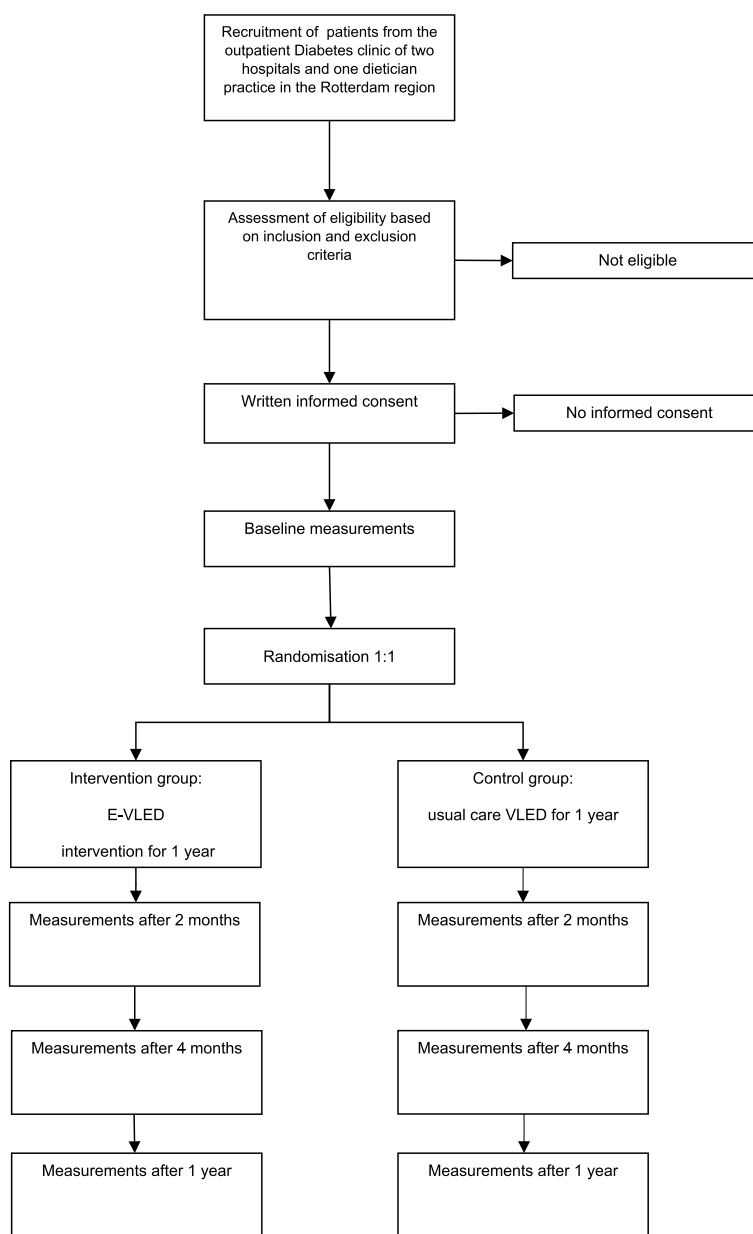 Recruitment of  patients from the
outpatient Diabetes clinic of two
hospitals and one dietician
practice in the Rotterdam region
Assessment of eligibility based
on inclusion and exclusion
criteria
Not eligible
Written informed consent
No informed consent
Baseline measurements
Randomisation 1:1
Intervention group:
E-VLED
intervention for 1 year
Control group:
usual care VLED for 1 year
Measurements after 2 months
Measurements after 2 months
Measurements after 4 months
Measurements after 4 months
Measurements after 1 year
Measurements after 1 year